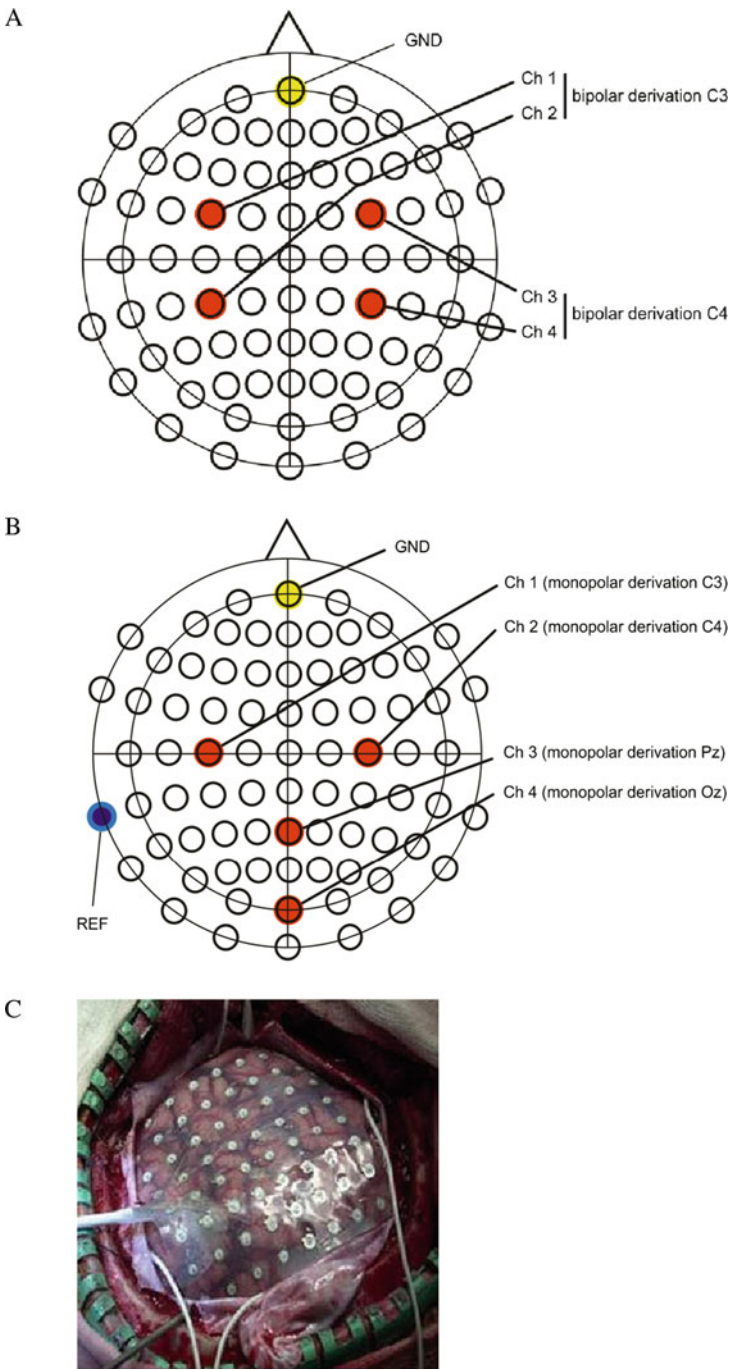 A
GND
Ch 1
bipolar derivation C3
Ch 2
Ch 3
bipolar derivation C4
Ch 4
B
GND
Ch 1 (monopolar derivation C3)
Ch 2 (monopolar derivation C4)
Ch 3 (monopolar derivation Pz)
Ch 4 (monopolar derivation Oz)
REF
C